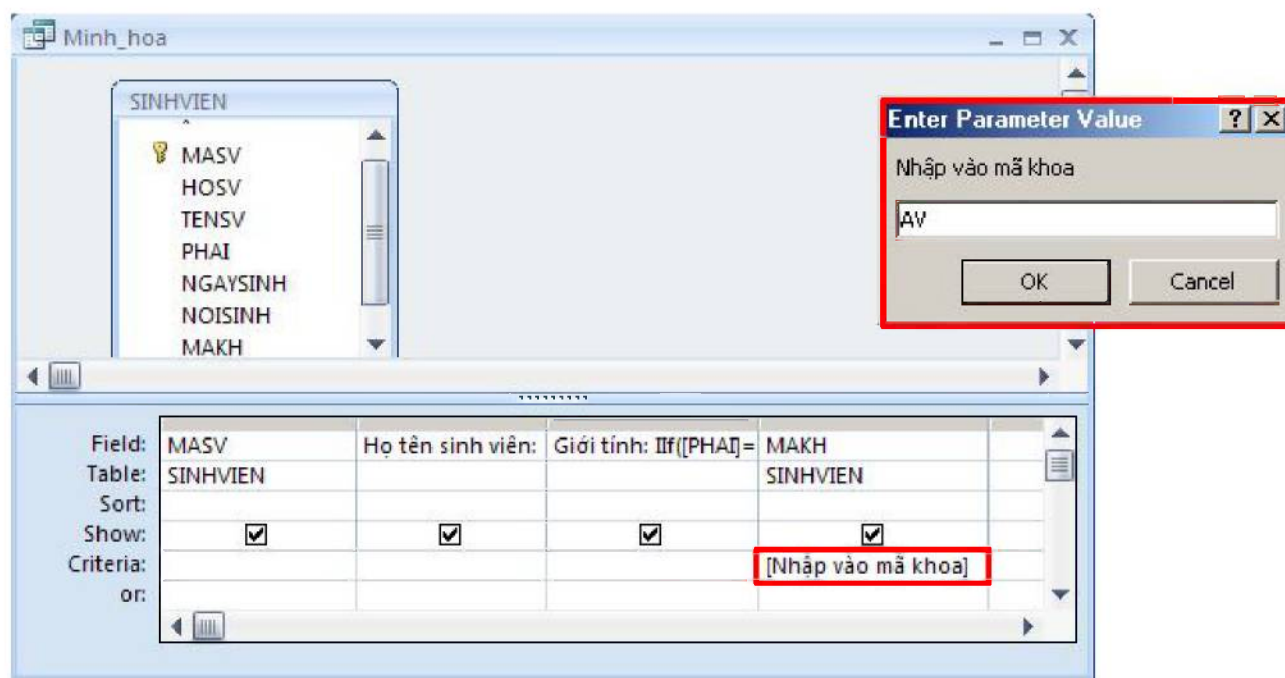 Minh_hoa
SINHVIEN
MASV
HOSV
TENSV
PHAI
NGAYSINH
NOISINH
MAKH
Enter Parameter Value
Nhập vào mã khoa
AV
OK Cancel
Field: MASV Họ tên sinh viên: Giới tính: IIf([PHAI]= MAKH
Table: SINHVIEN SINHVIEN
Sort:
Show:
Criteria: [Nhập vào mã khoa]
or: